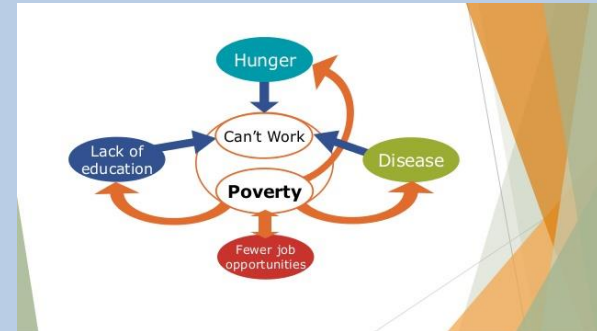 Hunger
Can't Work
Lack of
education
Disease
Poverty
Fewer job
opportunities